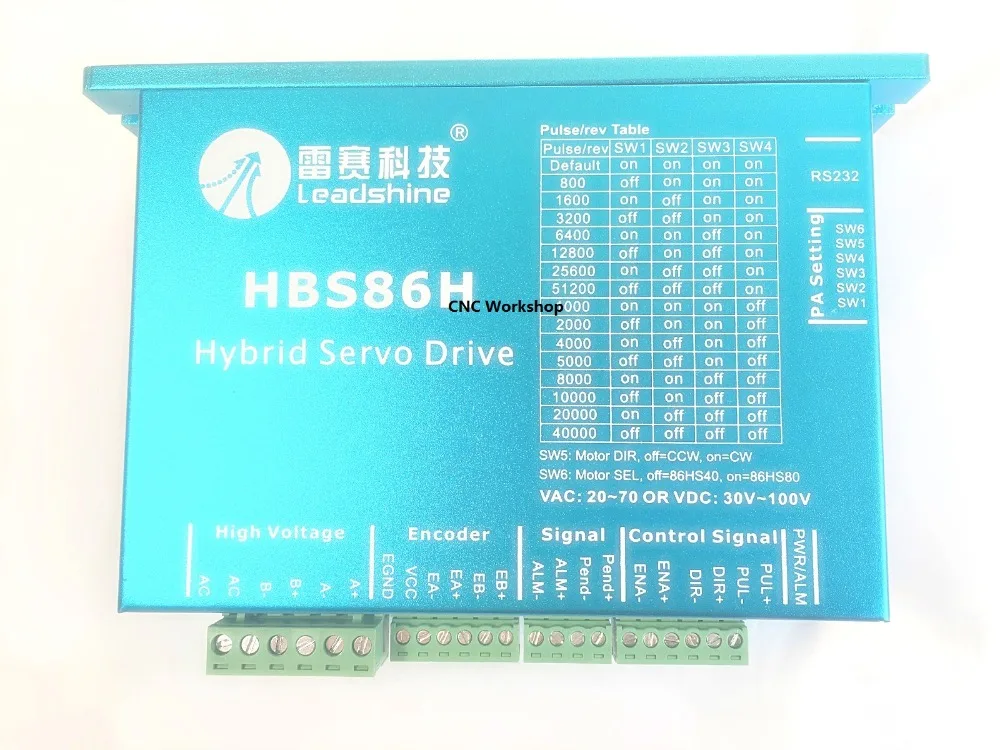 雷赛科技®
Leadshine
HBS86H
CNC Workshop
Hybrid Servo Drive
Pulse/rev Table
Pulse/rev SW1 SW2 SW3 SW4
Default on on on on
800 off on on on
1600 on off on on
3200 off off on on
6400 on on off on
12800 off on off on
25600 on off off on
51200 off off off on
000 on on on off
2000 off on on off
4000 on off on off
5000 off off on off
8000 on on off off
10000 off on off off
20000 on off off off
40000 off off off off
SW5: Motor DIR, off=CCW, on=CW
SW6: Motor SEL, off=86HS40, on=86HS80
VAC: 20~70 OR VDC: 30V~100V
RS232
PA Setting
SW6
SW5
SW4
SW3
SW2
SW1
High Voltage
AC
AC
B-
B+
A-
A+
Encoder
EGND
VCC
EA-
EA+
EB-
EB+
Signal
ALM-
ALM+
Pend-
Pend+
Control Signal
ENA-
ENA+
DIR-
DIR+
PUL-
PUL+
PWR/ALM